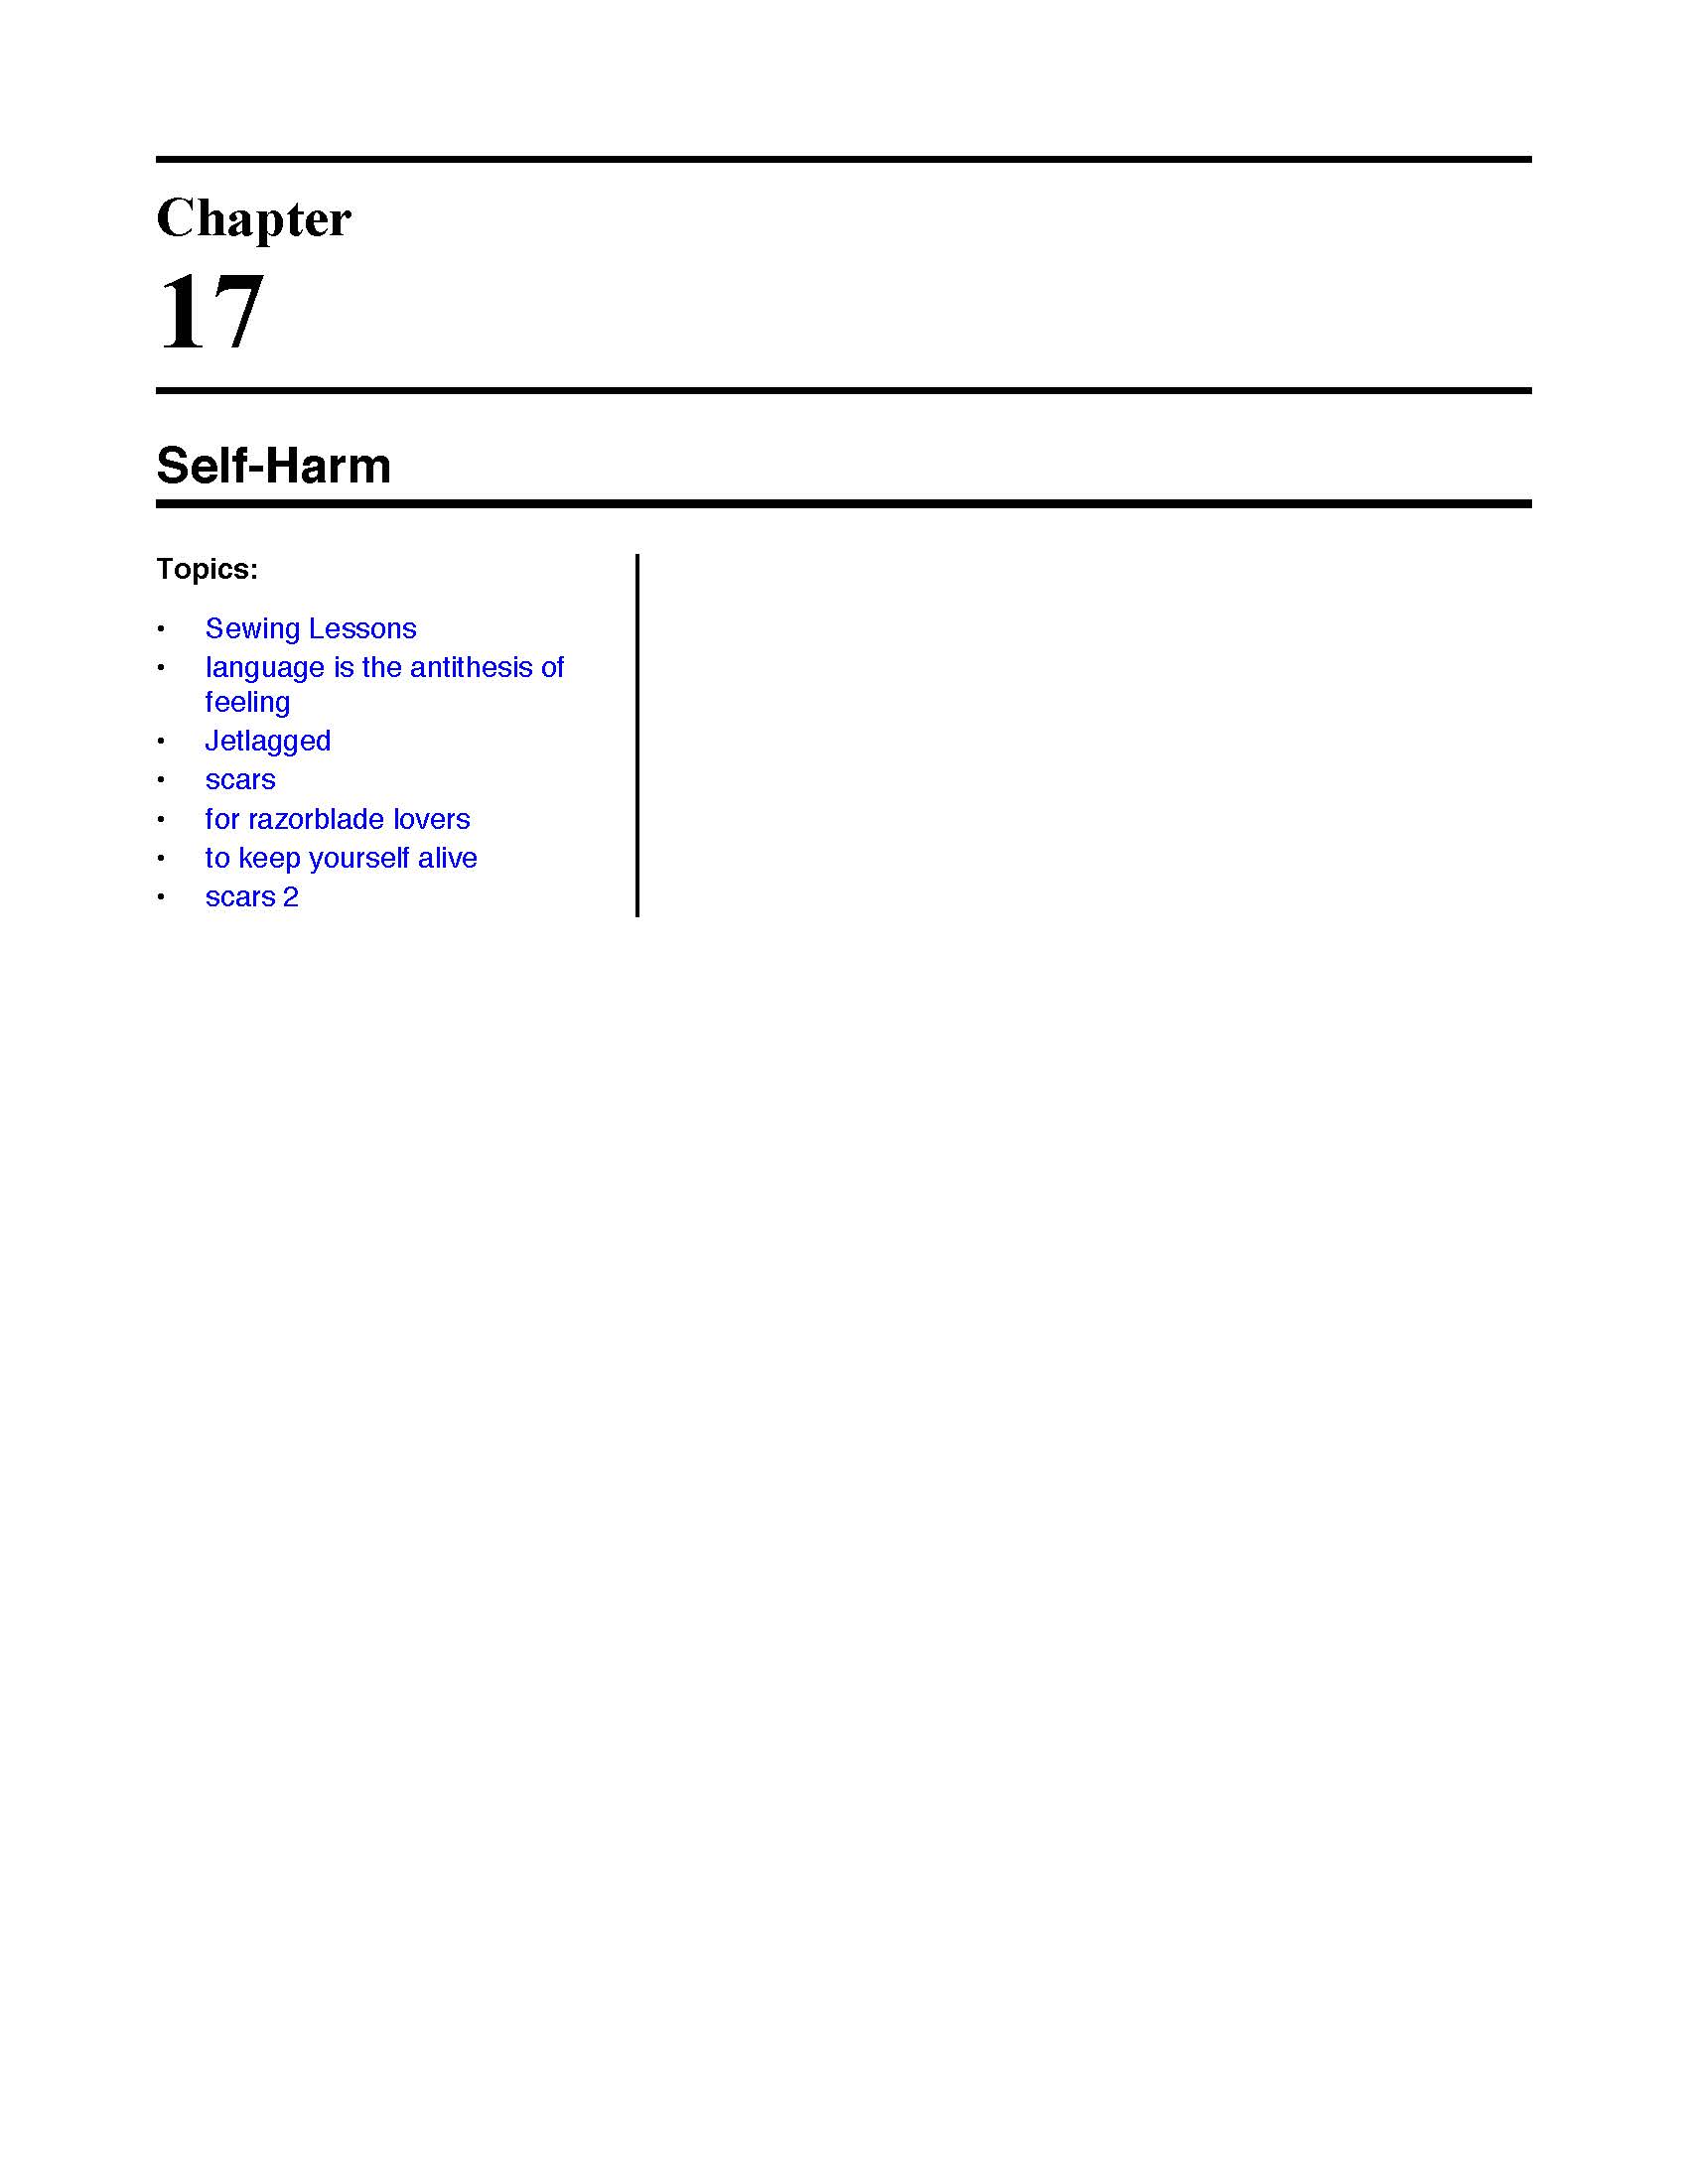 Chapter
17
Self-Harm
Topics:
• Sewing Lessons
• language is the antithesis of
feeling
• Jetlagged
• scars
• for razorblade lovers
• to keep yourself alive
• scars 2